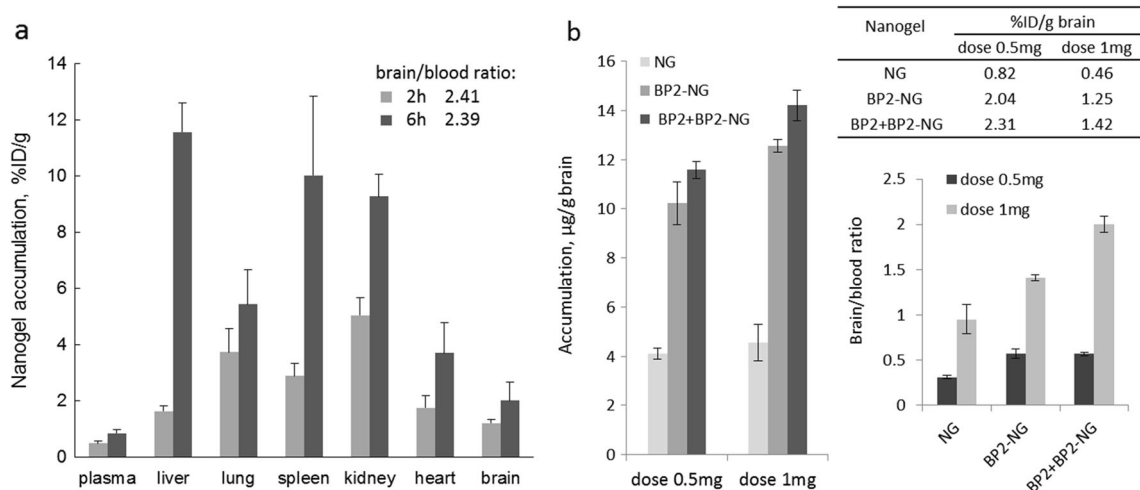 a
Nanogel accumulation, %ID/g
14
12
10
8
6
4
2
0
brain/blood ratio:
2h 2.41
6h 2.39
plasma liver lung spleen kidney heart brain
b
Accumulation, µg/g brain
16
14
12
10
8
6
4
2
0
NG
BP2-NG
BP2+BP2-NG
dose 0.5mg dose 1mg
Nanogel %ID/g brain
dose 0.5mg dose 1mg
NG 0.82 0.46
BP2-NG 2.04 1.25
BP2+BP2-NG 2.31 1.42
Brain/blood ratio
2.5
2
1.5
1
0.5
0
dose 0.5mg
dose 1mg
NG
BP2-NG
BP2+BP2-NG